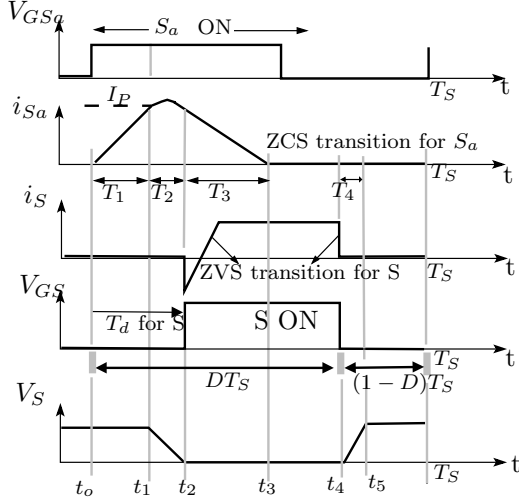 V_GSa
S_a ON
t
T_S
I_P
i_Sa
ZCS transition for S_a
t
T_S
T_1 T_2 T_3 T_4
i_S
t
T_S
ZVS transition for S
V_GS
T_d for S
S ON
t
T_S
DT_S
(1 − D)T_S
V_S
t
T_S
t_o t_1 t_2 t_3 t_4 t_5